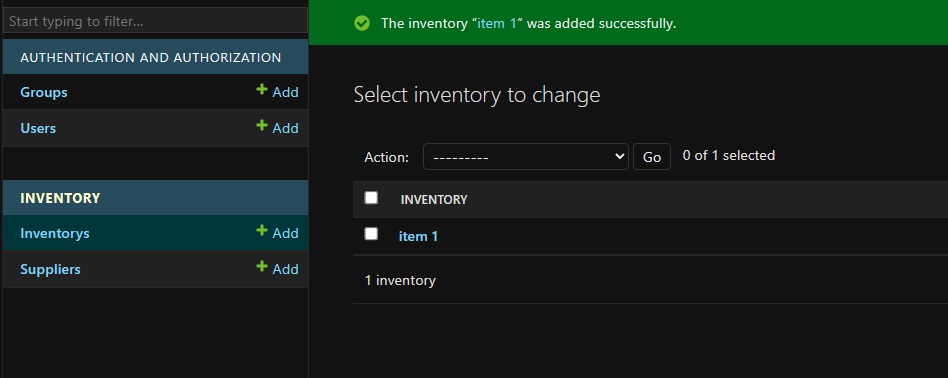 Start typing to filter...
AUTHENTICATION AND AUTHORIZATION
Groups + Add
Users + Add
INVENTORY
Inventorys + Add
Suppliers + Add
The inventory “item 1” was added successfully.
Select inventory to change
Action: --------- Go 0 of 1 selected
INVENTORY
item 1
1 inventory